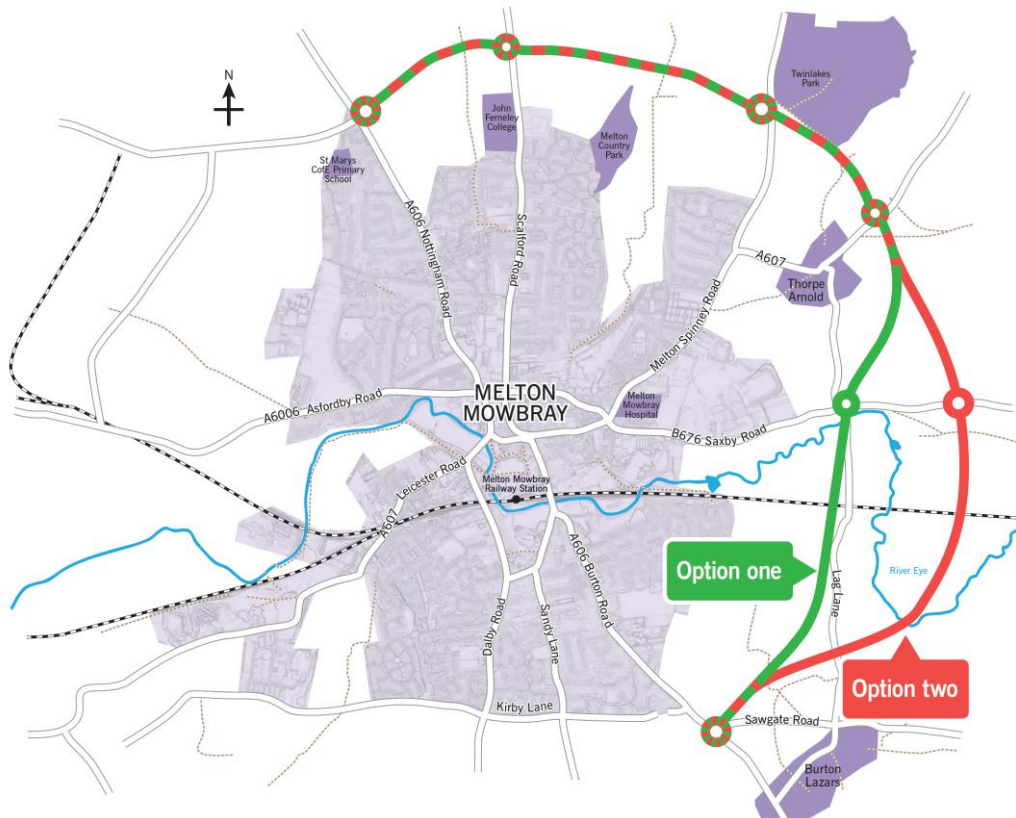 N
Twinlakes
Park
John
Ferneley
College
Melton
Country
Park
St Marys
CofE Primary
School
A606 Nottingham Road
Scalford Road
A607
Thorpe
Arnold
Melton Spinney Road
MELTON
MOWBRAY
A6006 Asfordby Road
Melton
Mowbray
Hospital
B676 Saxby Road
A607 Leicester Road
Melton Mowbray
Railway Station
Option one
River Eye
Lag Lane
A606 Burton Road
Dalby Road
Sandy Lane
Option two
Kirby Lane
Sawgate Road
Burton
Lazars